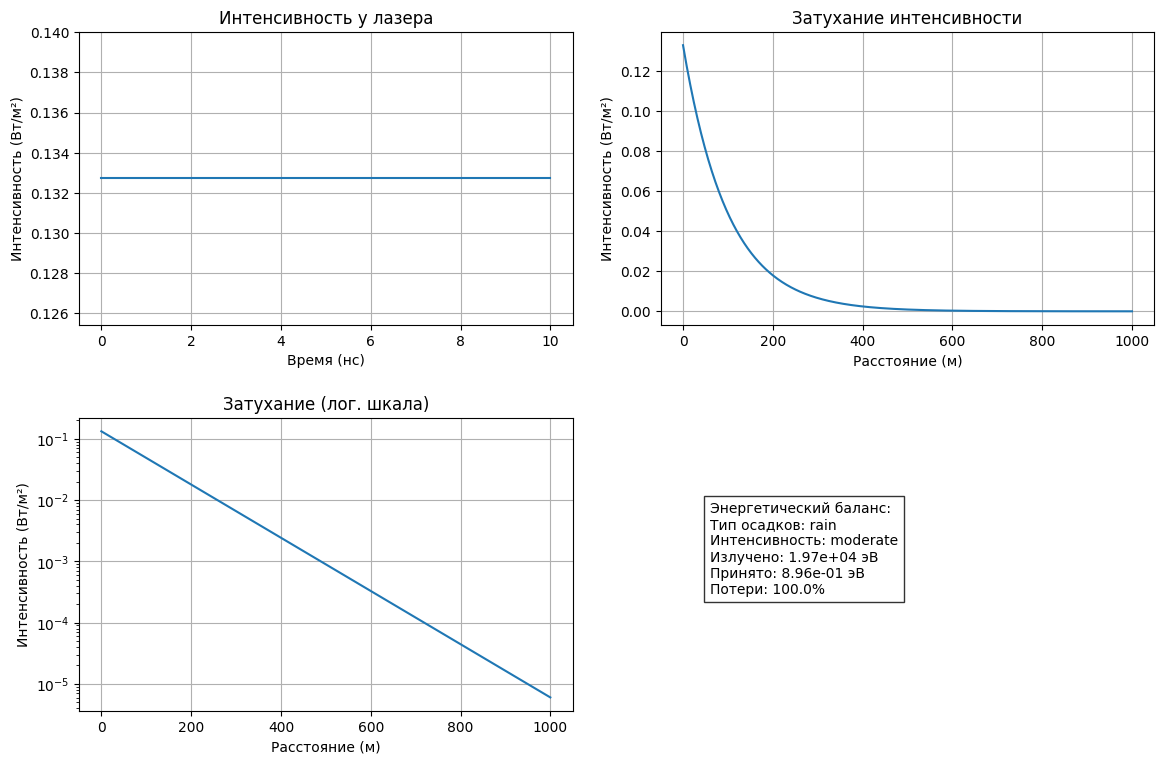 Интенсивность у лазера
Интенсивность (Вт/м²)
0.140
0.138
0.136
0.134
0.132
0.130
0.128
0.126
0 2 4 6 8 10
Время (нс)
Затухание интенсивности
Интенсивность (Вт/м²)
0.12
0.10
0.08
0.06
0.04
0.02
0.00
0 200 400 600 800 1000
Расстояние (м)
Затухание (лог. шкала)
Интенсивность (Вт/м²)
10⁻¹
10⁻²
10⁻³
10⁻⁴
10⁻⁵
0 200 400 600 800 1000
Расстояние (м)
Энергетический баланс:
Тип осадков: rain
Интенсивность: moderate
Излучено: 1.97e+04 эВ
Принято: 8.96e-01 эВ
Потери: 100.0%